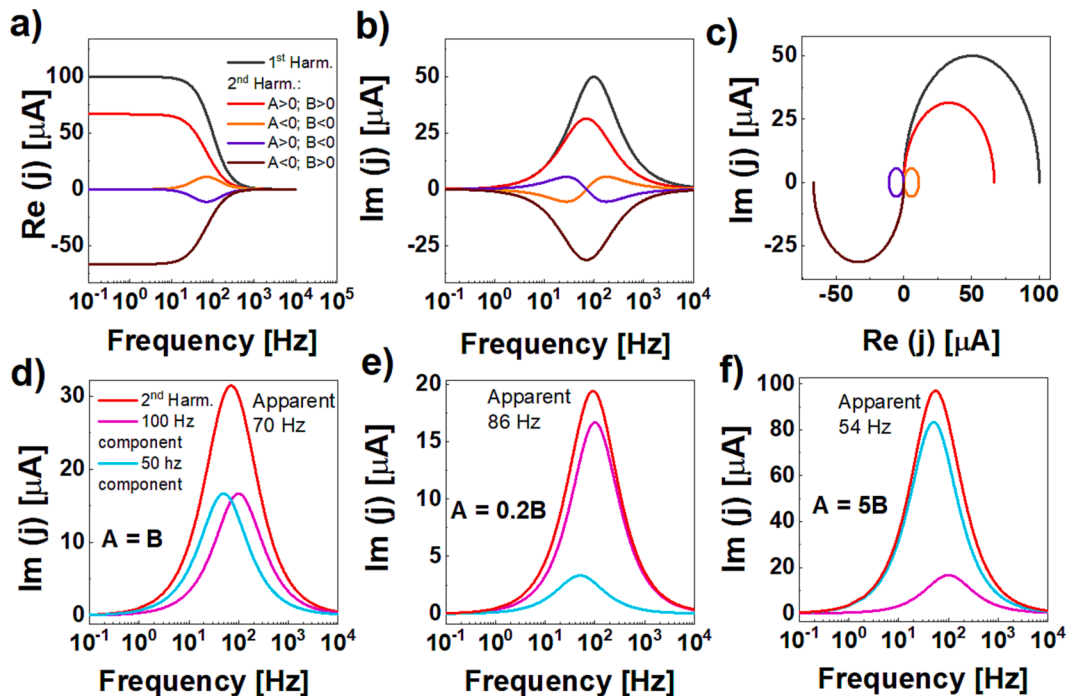 a)
Re (j) [µA]
100
50
0
-50
1st Harm.
2nd Harm.:
A>0; B>0
A<0; B<0
A>0; B<0
A<0; B>0
10-1 100 101 102 103 104 105
Frequency [Hz]
b)
Im (j) [µA]
50
25
0
-25
10-1 100 101 102 103 104
Frequency [Hz]
c)
Im (j) [µA]
50
25
0
-25
-50 0 50 100
Re (j) [µA]
d)
Im (j) [µA]
30
20
10
0
2nd Harm.
100 Hz
component
50 hz
component
Apparent
70 Hz
A = B
10-1 100 101 102 103 104
Frequency [Hz]
e)
Im (j) [µA]
20
15
10
5
0
Apparent
86 Hz
A = 0.2B
10-1 100 101 102 103 104
Frequency [Hz]
f)
Im (j) [µA]
100
80
60
40
20
0
Apparent
54 Hz
A = 5B
10-1 100 101 102 103 104
Frequency [Hz]